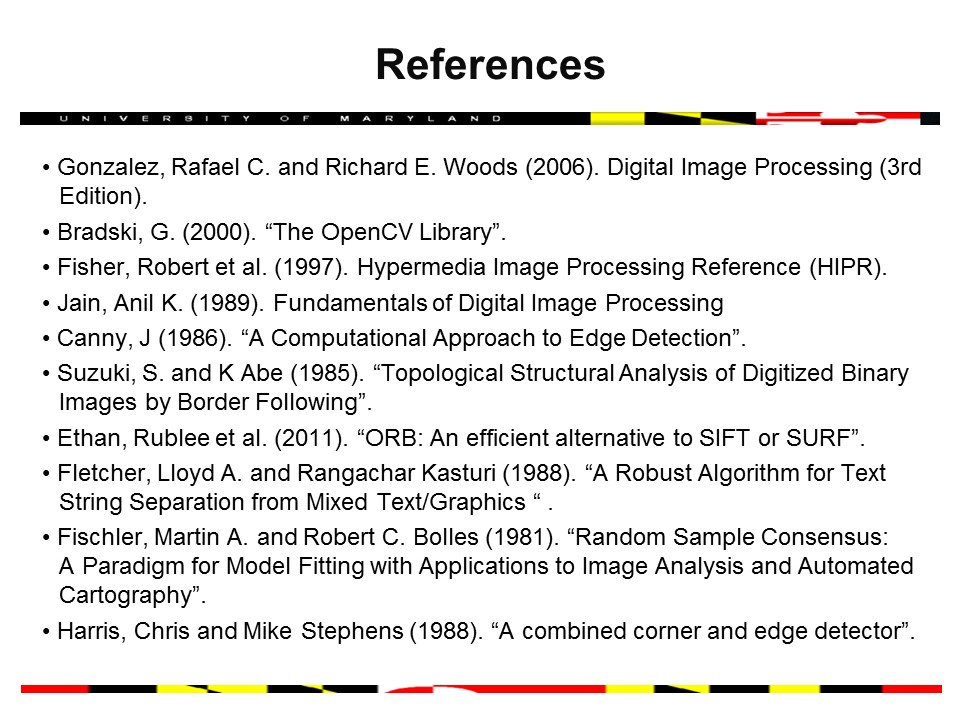 References
UNIVERSITY OF MARYLAND
• Gonzalez, Rafael C. and Richard E. Woods (2006). Digital Image Processing (3rd
Edition).
• Bradski, G. (2000). “The OpenCV Library”.
• Fisher, Robert et al. (1997). Hypermedia Image Processing Reference (HIPR).
• Jain, Anil K. (1989). Fundamentals of Digital Image Processing
• Canny, J (1986). “A Computational Approach to Edge Detection”.
• Suzuki, S. and K Abe (1985). “Topological Structural Analysis of Digitized Binary
Images by Border Following”.
• Ethan, Rublee et al. (2011). “ORB: An efficient alternative to SIFT or SURF”.
• Fletcher, Lloyd A. and Rangachar Kasturi (1988). “A Robust Algorithm for Text
String Separation from Mixed Text/Graphics “ .
• Fischler, Martin A. and Robert C. Bolles (1981). “Random Sample Consensus:
A Paradigm for Model Fitting with Applications to Image Analysis and Automated
Cartography”.
• Harris, Chris and Mike Stephens (1988). “A combined corner and edge detector”.